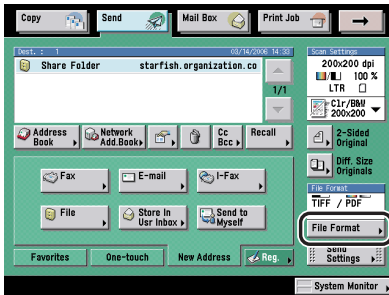 Copy
Send
Mail Box
Print Job
Dest. : 1
03/14/2006 14:33
Share Folder
starfish.organization.co
1/1
Scan Settings
200x200 dpi
100 %
LTR
Clr/B&W
200x200
Address
Book
Network
Add.Book
Cc
Bcc
Recall
2-Sided
Original
Diff. Size
Originals
Fax
E-mail
I-Fax
File
Store In
Usr Inbox
Send to
Myself
File Format
TIFF / PDF
File Format
Favorites
One-touch
New Address
Reg.
Send
Settings
System Monitor